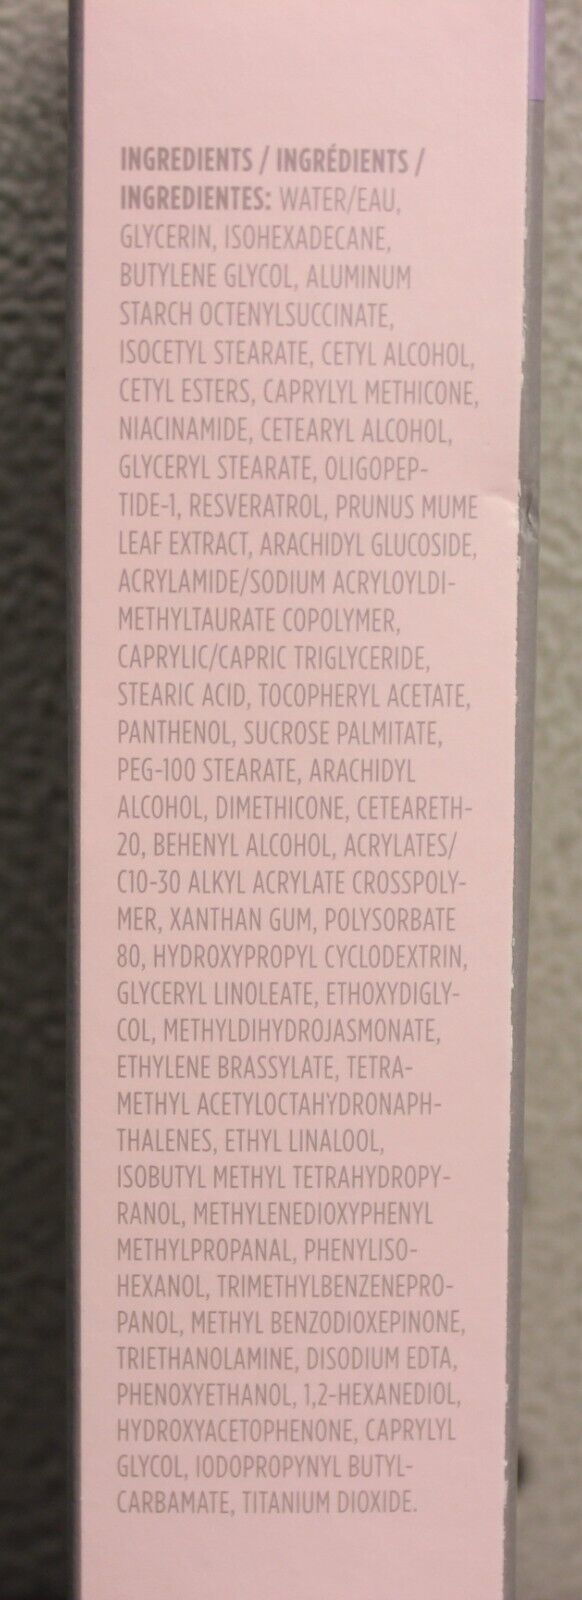 INGREDIENTS / INGRÉDIENTS /
INGREDIENTES: WATER/EAU,
GLYCERIN, ISOHEXADECANE,
BUTYLENE GLYCOL, ALUMINUM
STARCH OCTENYLSUCCINATE,
ISOCETYL STEARATE, CETYL ALCOHOL,
CETYL ESTERS, CAPRYLYL METHICONE,
NIACINAMIDE, CETEARYL ALCOHOL,
GLYCERYL STEARATE, OLIGOPEP-
TIDE-1, RESVERATROL, PRUNUS MUME
LEAF EXTRACT, ARACHIDYL GLUCOSIDE,
ACRYLAMIDE/SODIUM ACRYLOYLDI-
METHYLTAURATE COPOLYMER,
CAPRYLIC/CAPRIC TRIGLYCERIDE,
STEARIC ACID, TOCOPHERYL ACETATE,
PANTHENOL, SUCROSE PALMITATE,
PEG-100 STEARATE, ARACHIDYL
ALCOHOL, DIMETHICONE, CETEARETH-
20, BEHENYL ALCOHOL, ACRYLATES/
C10-30 ALKYL ACRYLATE CROSSPOLY-
MER, XANTHAN GUM, POLYSORBATE
80, HYDROXYPROPYL CYCLODEXTRIN,
GLYCERYL LINOLEATE, ETHOXYDIGLY-
COL, METHYLDIHYDROJASMONATE,
ETHYLENE BRASSYLATE, TETRA-
METHYL ACETYLOCTAHYDRONAPH-
THALENES, ETHYL LINALOOL,
ISOBUTYL METHYL TETRAHYDROPY-
RANOL, METHYLENEDIOXYPHENYL
METHYLPROPANAL, PHENYLISO-
HEXANOL, TRIMETHYLBENZENEPRO-
PANOL, METHYL BENZODIOXEPINONE,
TRIETHANOLAMINE, DISODIUM EDTA,
PHENOXYETHANOL, 1,2-HEXANEDIOL,
HYDROXYACETOPHENONE, CAPRYLYL
GLYCOL, IODOPROPYNYL BUTYL-
CARBAMATE, TITANIUM DIOXIDE.